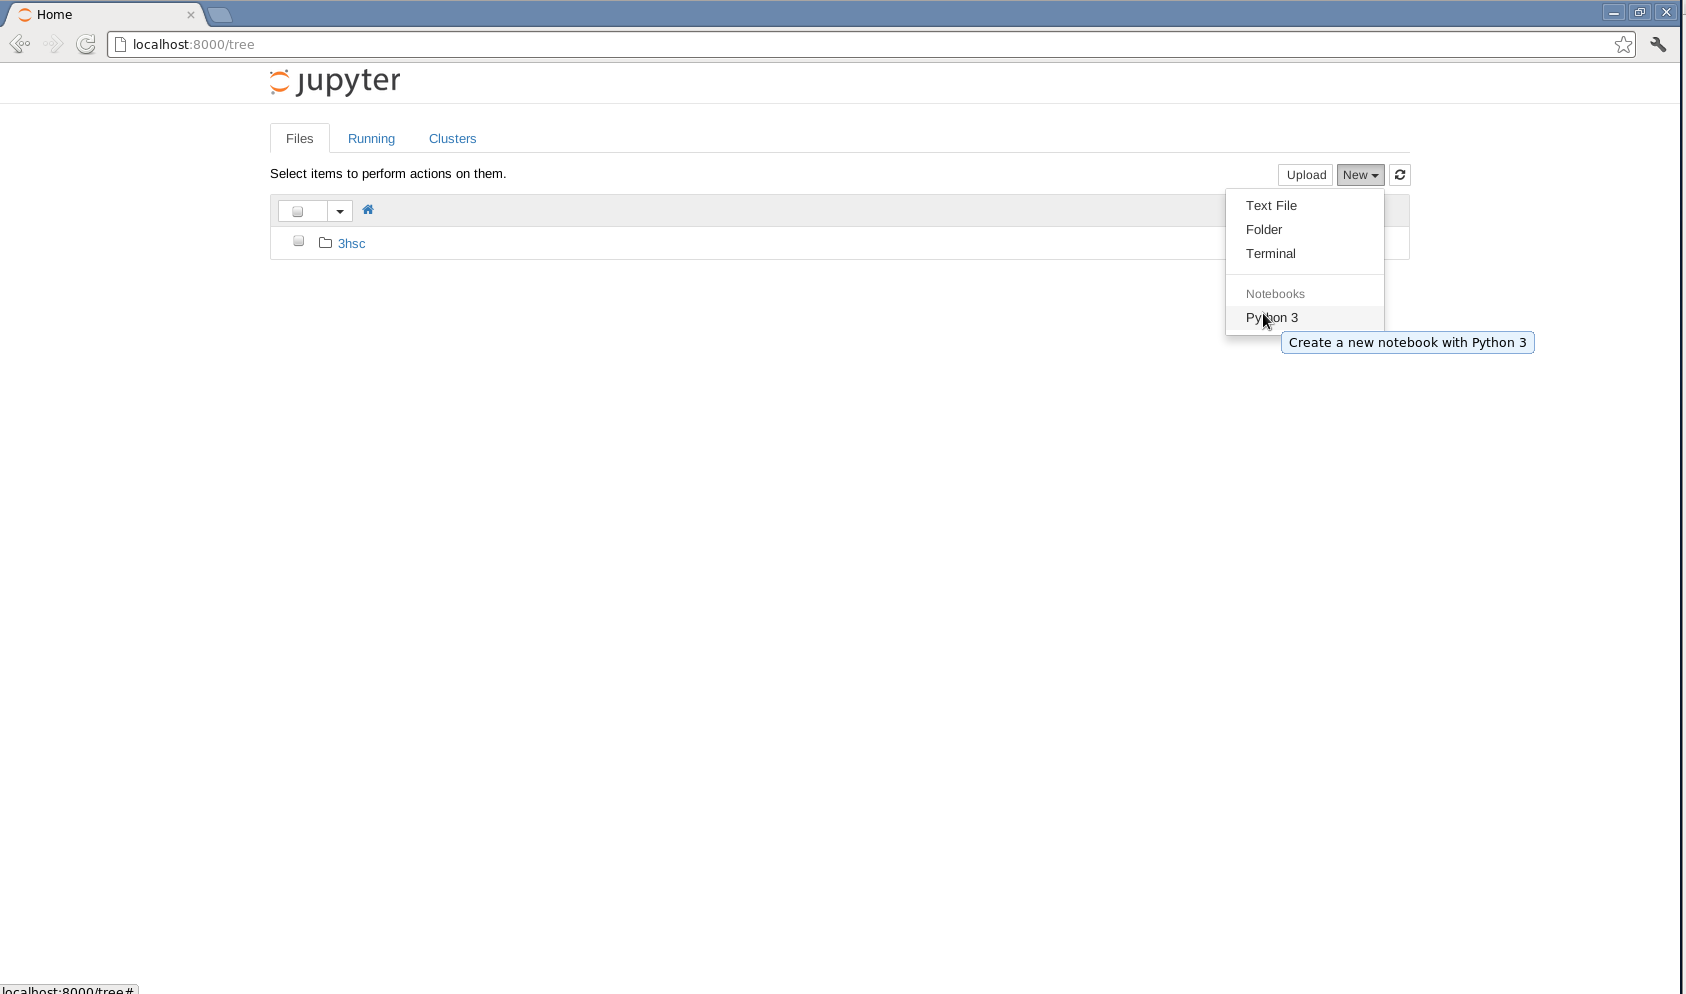 Home
localhost:8000/tree
jupyter
Files Running Clusters
Select items to perform actions on them.
Upload New
Text File
Folder
Terminal
3hsc
Notebooks
Python 3
Create a new notebook with Python 3
localhost:8000/tree#